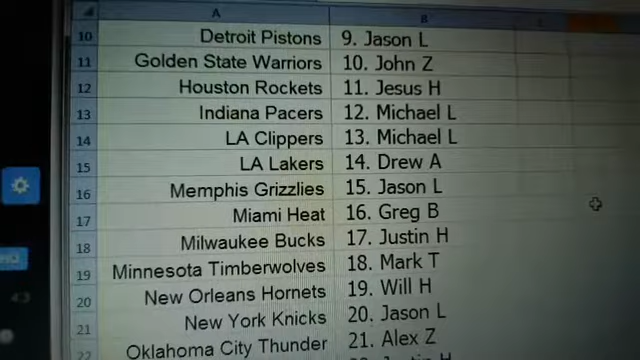 A B
10 Detroit Pistons 9. Jason L
11 Golden State Warriors 10. John Z
12 Houston Rockets 11. Jesus H
13 Indiana Pacers 12. Michael L
14 LA Clippers 13. Michael L
15 LA Lakers 14. Drew A
16 Memphis Grizzlies 15. Jason L
17 Miami Heat 16. Greg B
18 Milwaukee Bucks 17. Justin H
19 Minnesota Timberwolves 18. Mark T
20 New Orleans Hornets 19. Will H
21 New York Knicks 20. Jason L
22 Oklahoma City Thunder 21. Alex Z